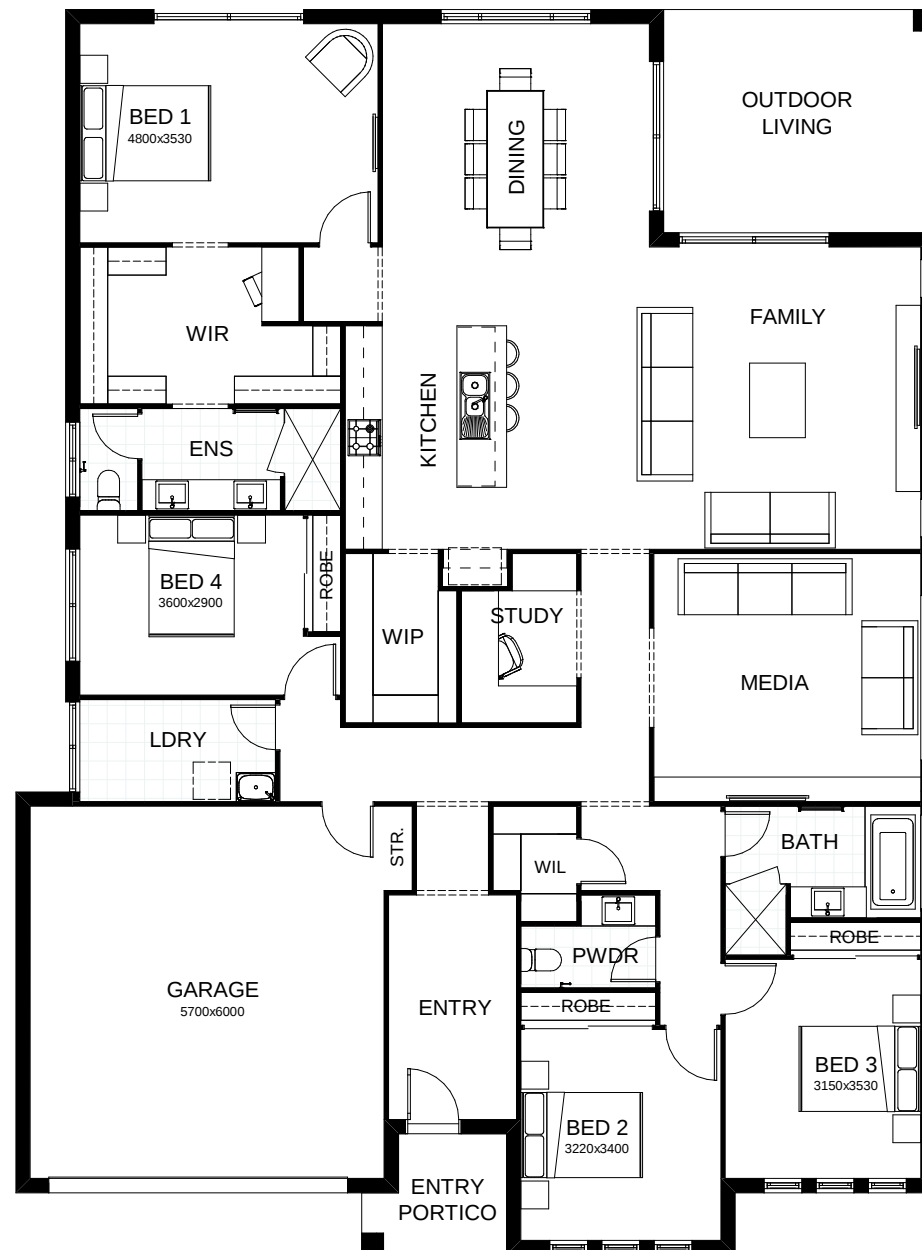 BED 1
4800x3530
DINING
OUTDOOR
LIVING
WIR
KITCHEN
FAMILY
ENS
BED 4
3600x2900
ROBE
WIP
STUDY
MEDIA
LDRY
STR.
WIL
BATH
ROBE
PWDR
GARAGE
5700x6000
ENTRY
ROBE
BED 3
3150x3530
BED 2
3220x3400
ENTRY
PORTICO